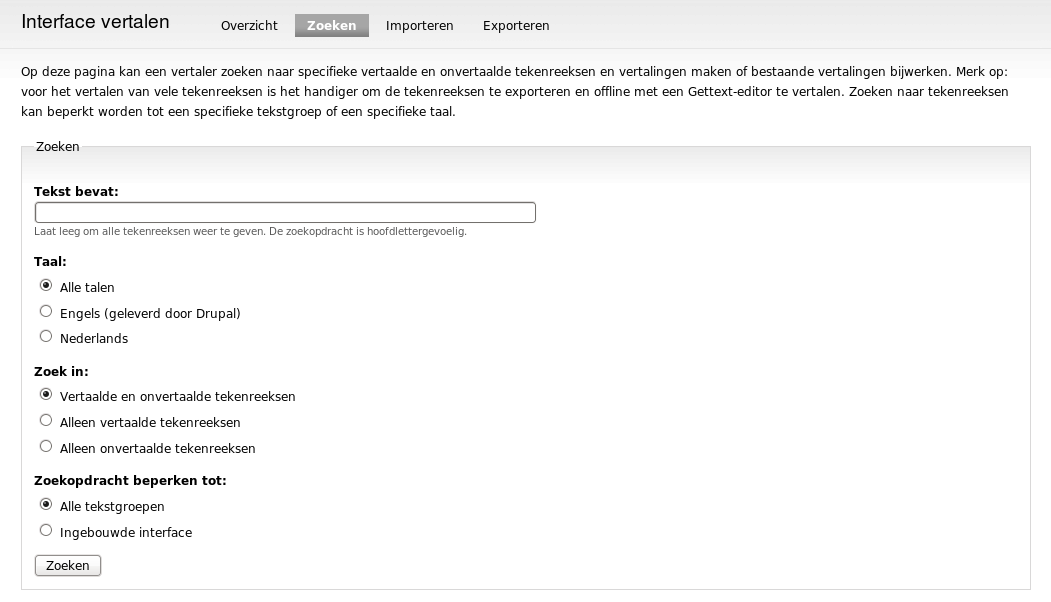 Interface vertalen
Overzicht Zoeken Importeren Exporteren
Op deze pagina kan een vertaler zoeken naar specifieke vertaalde en onvertaalde tekenreeksen en vertalingen maken of bestaande vertalingen bijwerken. Merk op:
voor het vertalen van vele tekenreeksen is het handiger om de tekenreeksen te exporteren en offline met een Gettext-editor te vertalen. Zoeken naar tekenreeksen
kan beperkt worden tot een specifieke tekstgroep of een specifieke taal.
Zoeken
Tekst bevat:
Laat leeg om alle tekenreeksen weer te geven. De zoekopdracht is hoofdlettergevoelig.
Taal:
Alle talen
Engels (geleverd door Drupal)
Nederlands
Zoek in:
Vertaalde en onvertaalde tekenreeksen
Alleen vertaalde tekenreeksen
Alleen onvertaalde tekenreeksen
Zoekopdracht beperken tot:
Alle tekstgroepen
Ingebouwde interface
Zoeken